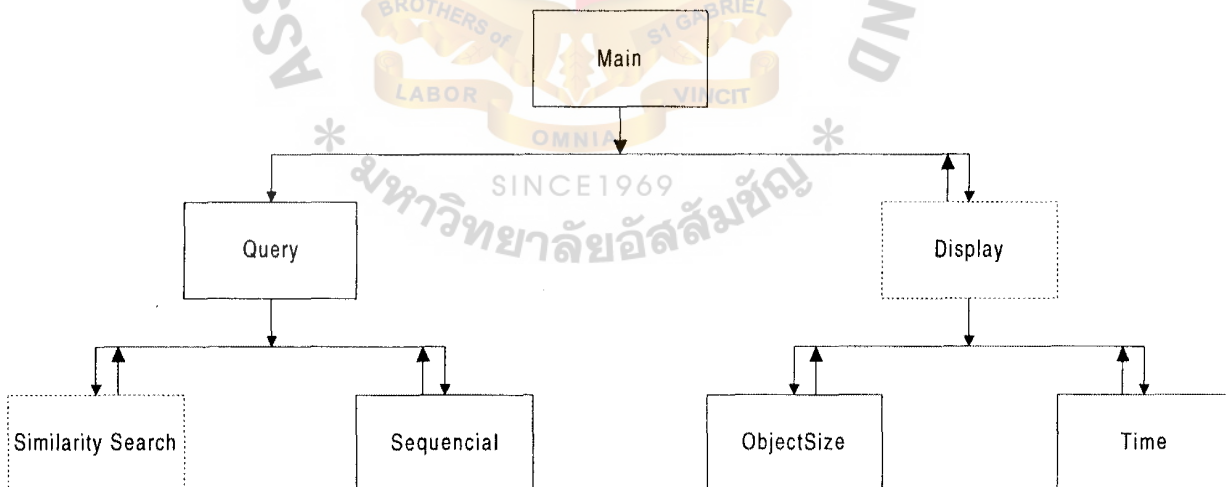 BROTHERS of
ST GABRIEL
Main
LABOR
VINCIT
OMNIA
SINCE1969
มหาวิทยาลัยอัสสัมชัญ
Query
Display
Similarity Search
Sequencial
ObjectSize
Time